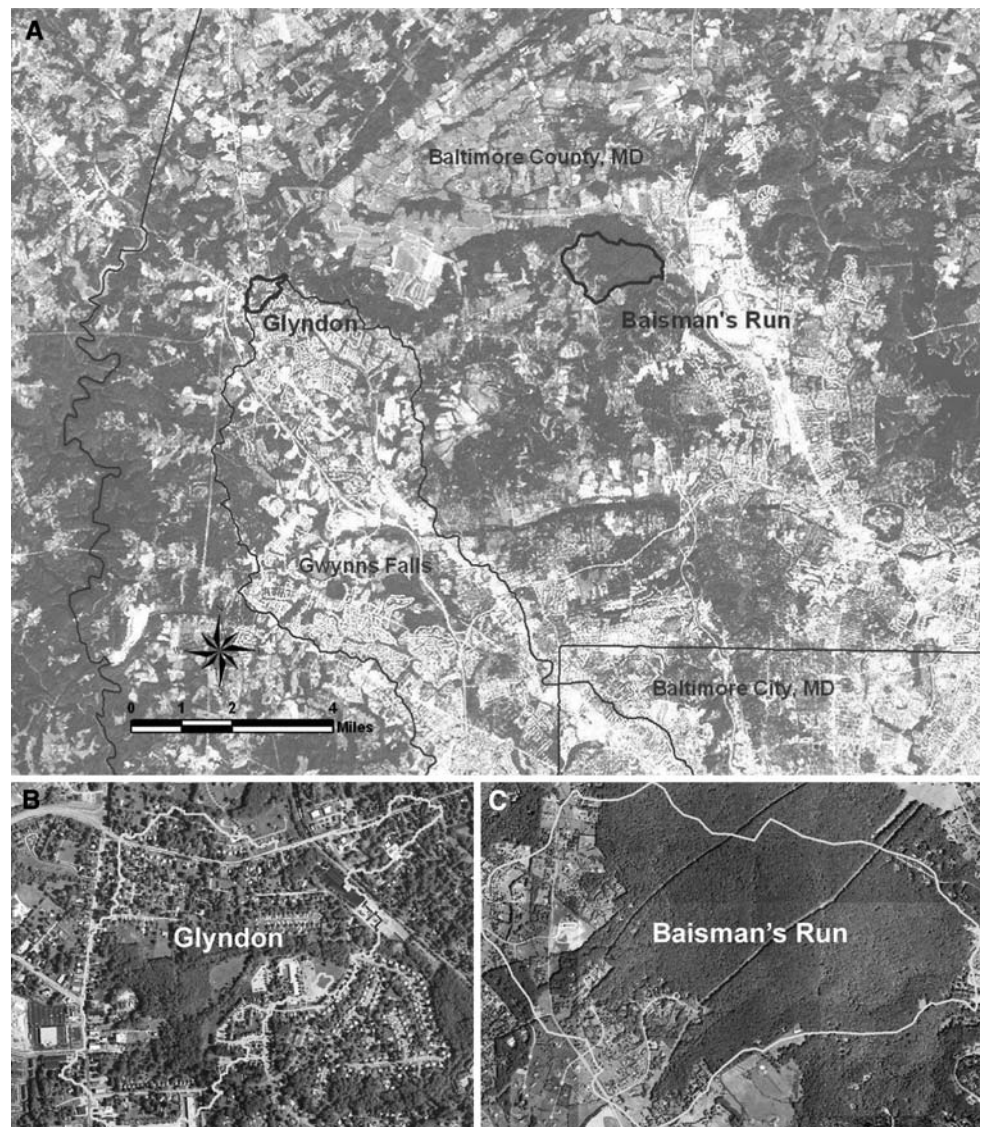 A
Baltimore County, MD
Glyndon
Baisman's Run
Gwynns Falls
Baltimore City, MD
0 1 2 4
Miles
B
Glyndon
C
Baisman's Run